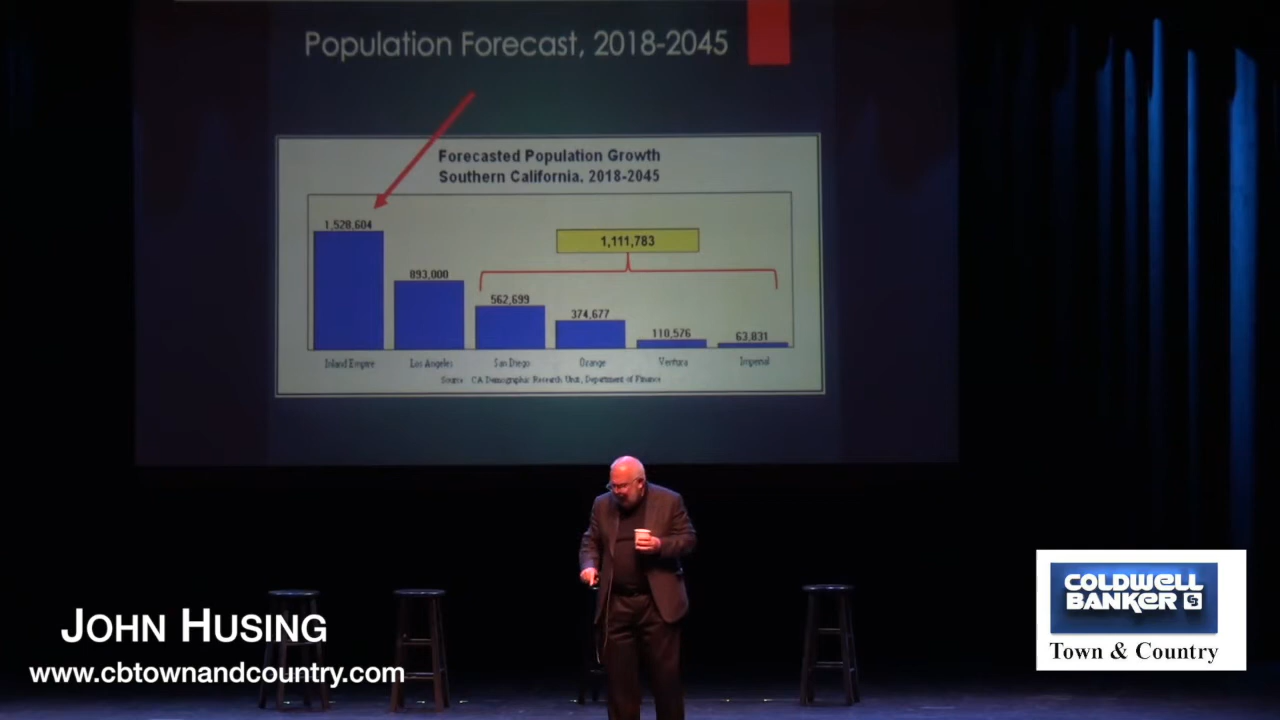 Population Forecast, 2018-2045
Forecasted Population Growth
Southern California. 2018-2045
1,528,604
1,111,783
893,000
562,699
374,677
110,576
63,831
Inland Empire
Los Angeles
San Diego
Orange
Ventura
Imperial
Source: CA Demographic Research Unit, Department of Finance
JOHN HUSING
www.cbtownandcountry.com
COLDWELL
BANKER CB
Town & Country